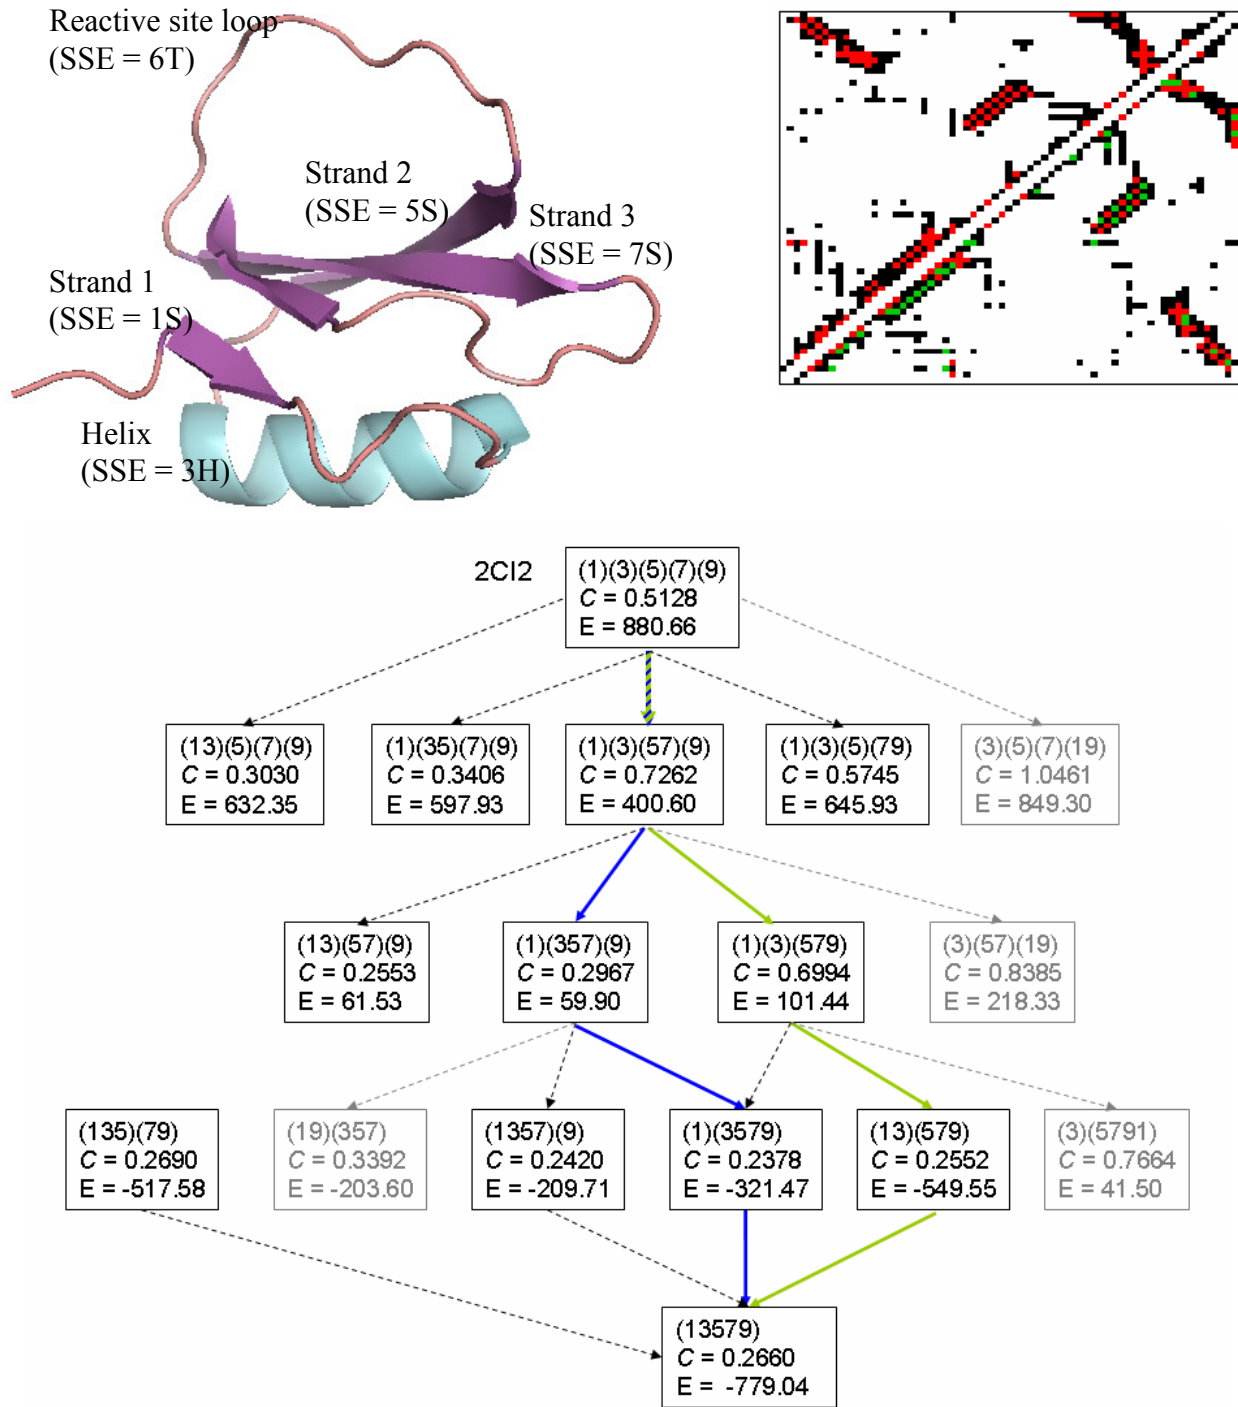 Reactive site loop
(SSE = 6T)
Strand 2
(SSE = 5S)
Strand 3
(SSE = 7S)
Strand 1
(SSE = 1S)
Helix
(SSE = 3H)
2CI2
(1)(3)(5)(7)(9)
C = 0.5128
E = 880.66
(13)(5)(7)(9)
C = 0.3030
E = 632.35
(1)(35)(7)(9)
C = 0.3406
E = 597.93
(1)(3)(57)(9)
C = 0.7262
E = 400.60
(1)(3)(5)(79)
C = 0.5745
E = 645.93
(3)(5)(7)(19)
C = 1.0461
E = 849.30
(13)(57)(9)
C = 0.2553
E = 61.53
(1)(357)(9)
C = 0.2967
E = 59.90
(1)(3)(579)
C = 0.6994
E = 101.44
(3)(57)(19)
C = 0.8385
E = 218.33
(135)(79)
C = 0.2690
E = -517.58
(19)(357)
C = 0.3392
E = -203.60
(1357)(9)
C = 0.2420
E = -209.71
(1)(3579)
C = 0.2378
E = -321.47
(13)(579)
C = 0.2552
E = -549.55
(3)(5791)
C = 0.7664
E = 41.50
(13579)
C = 0.2660
E = -779.04